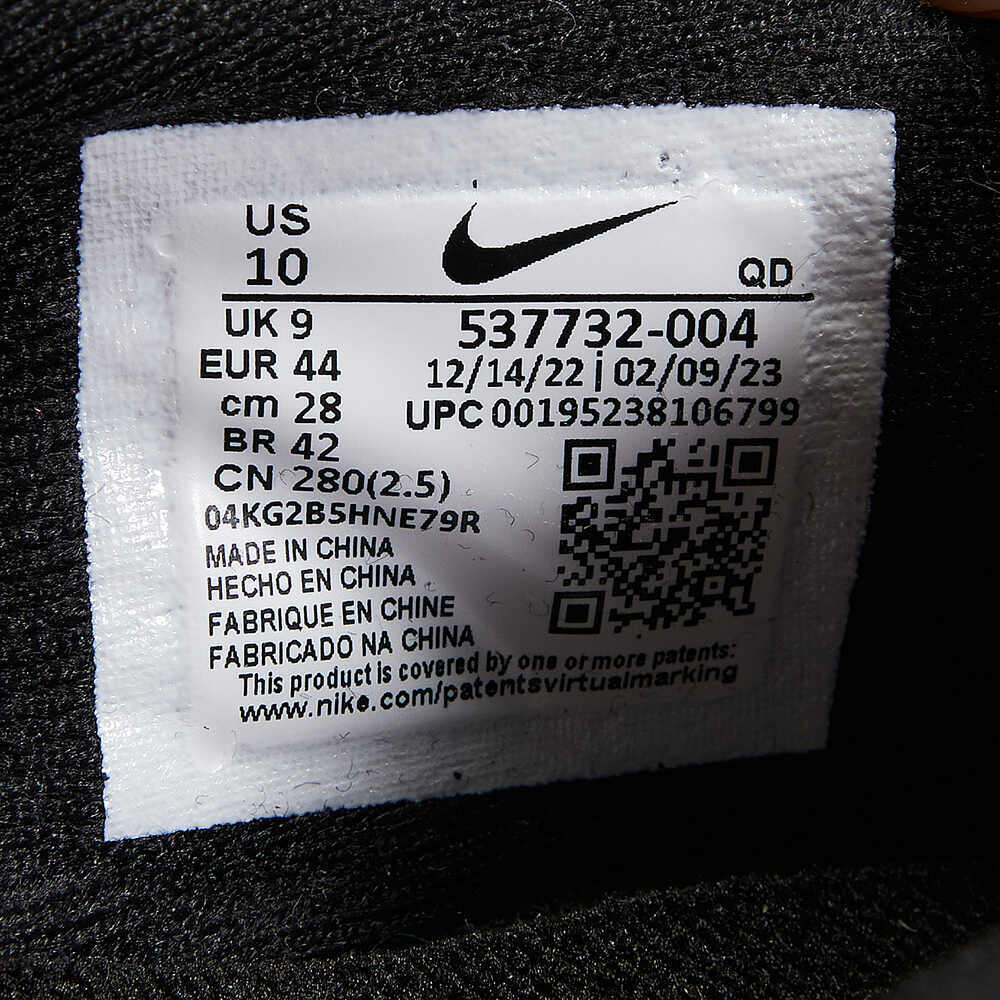 US
10
QD
UK 9
537732-004
EUR 44
12/14/22 | 02/09/23
cm 28
UPC 00195238106799
BR 42
CN 280(2.5)
04KG2B5HNE79R
MADE IN CHINA
HECHO EN CHINA
FABRIQUE EN CHINE
FABRICADO NA CHINA
This product is covered by one or more patents:
www.nike.com/patentsvirtualmarking